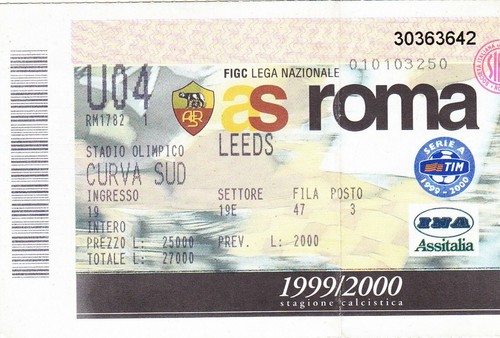 30363642
010103250
U04
FIGC LEGA NAZIONALE
RM1782 1
ASR
as roma
STADIO OLIMPICO
LEEDS
CURVA SUD
SERIE A
TIM
1999-2000
INGRESSO SETTORE FILA POSTO
19 19E 47 3
INTERO
PREZZO L: 25000 PREV. L: 2000
TOTALE L: 27000
INA
Assitalia
1999/2000
stagione calcistica